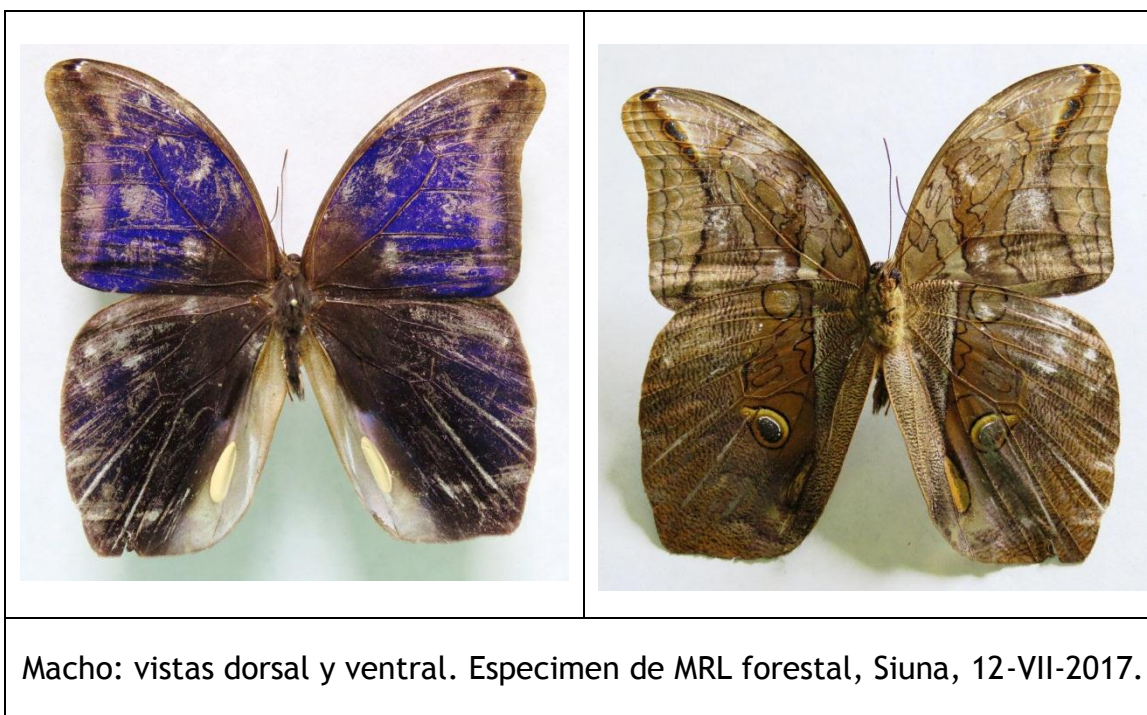 Macho: vistas dorsal y ventral. Especimen de MRL forestal, Siuna, 12-VII-2017.